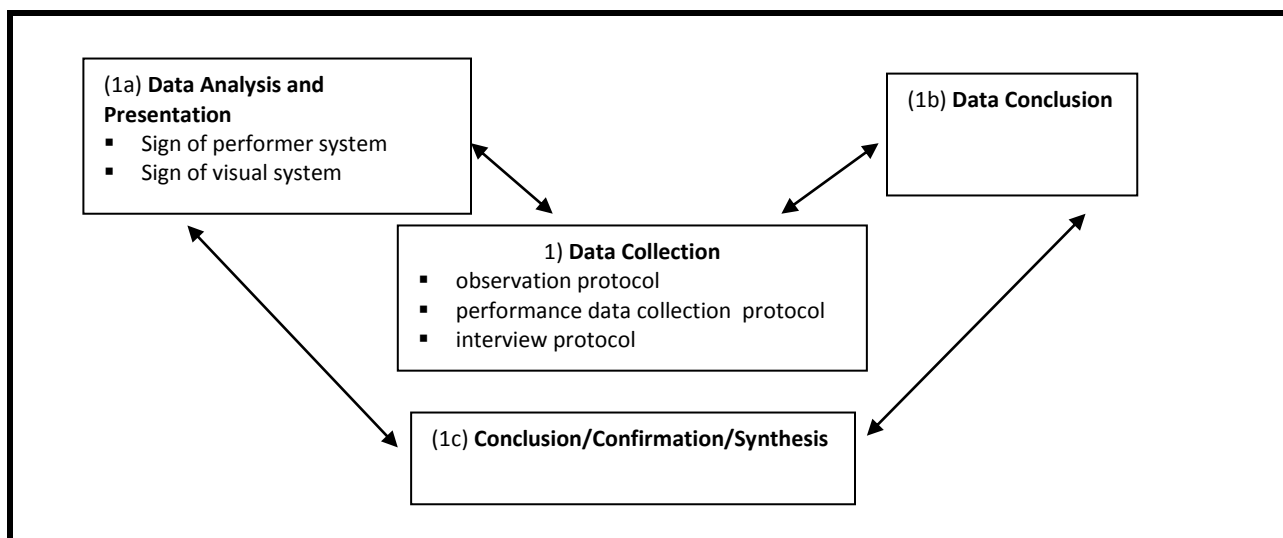 (1a) Data Analysis and
Presentation
▪ Sign of performer system
▪ Sign of visual system
(1b) Data Conclusion
1) Data Collection
▪ observation protocol
▪ performance data collection protocol
▪ interview protocol
(1c) Conclusion/Confirmation/Synthesis